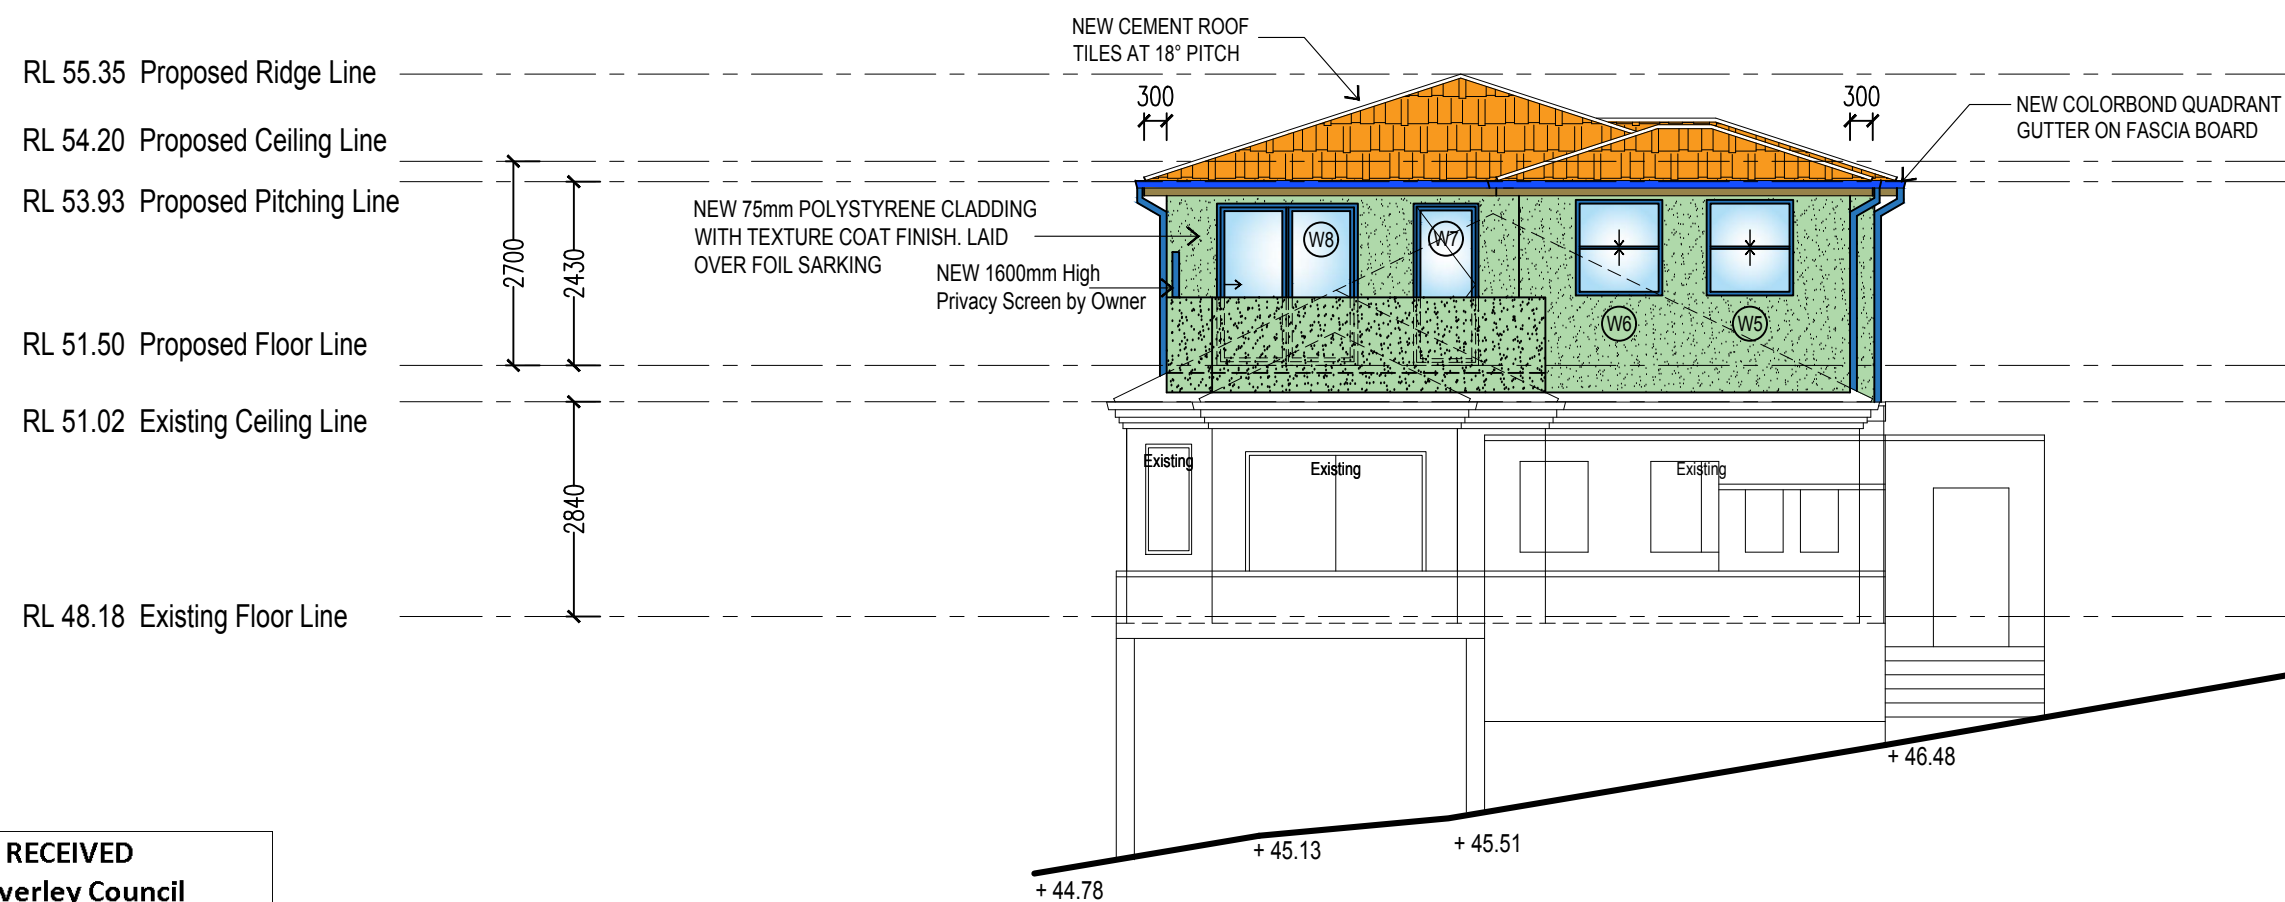 NEW CEMENT ROOF
TILES AT 18° PITCH
RL 55.35 Proposed Ridge Line
300
300
NEW COLORBOND QUADRANT
GUTTER ON FASCIA BOARD
RL 54.20 Proposed Ceiling Line
RL 53.93 Proposed Pitching Line
NEW 75mm POLYSTYRENE CLADDING
WITH TEXTURE COAT FINISH. LAID
OVER FOIL SARKING
W8
W7
2700
2430
NEW 1600mm High
Privacy Screen by Owner
W6
W5
RL 51.50 Proposed Floor Line
RL 51.02 Existing Ceiling Line
Existing
Existing
Existing
2840
RL 48.18 Existing Floor Line
+ 46.48
+ 45.51
+ 45.13
+ 44.78
RECEIVED
verley Council